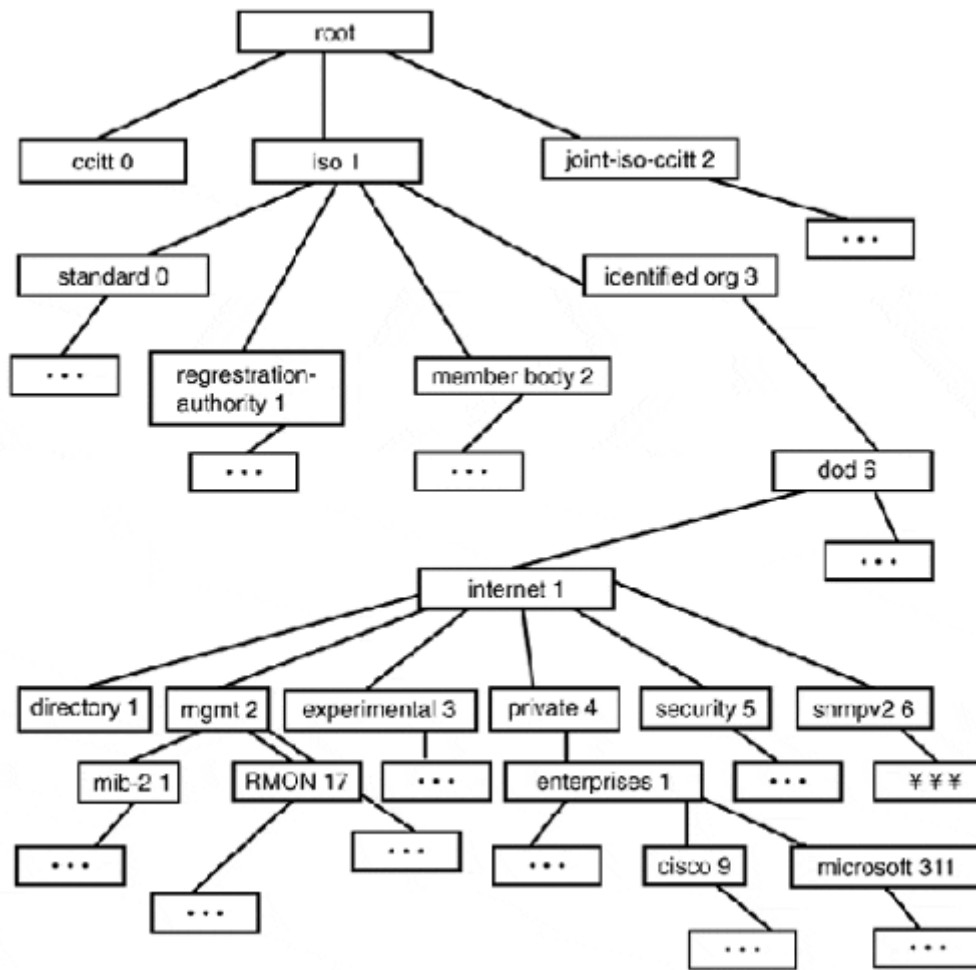 root
ccitt 0
iso 1
joint-iso-ccitt 2
• • •
standard 0
identified org 3
• • •
regrestration-
authority 1
member body 2
• • •
• • •
dod 6
• • •
internet 1
directory 1
mgmt 2
experimental 3
private 4
security 5
snmpv2 6
mib-2 1
RMON 17
• • •
enterprises 1
• • •
¥ ¥ ¥
• • •
• • •
• • •
• • •
cisco 9
microsoft 311
• • •
• • •